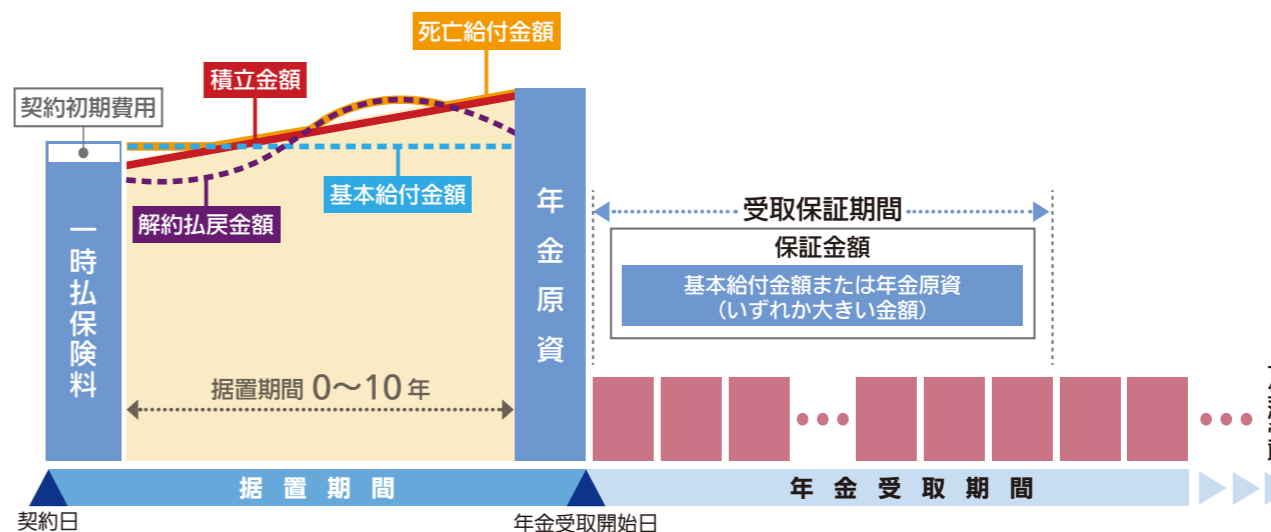 死亡給付金額
積立金額
契約初期費用
基本給付金額
解約払戻金額
一時払保険料
年金原資
受取保証期間
保証金額
基本給付金額または年金原資
（いずれか大きい金額）
据置期間 0～10 年
据置期間
年金受取期間
契約日
年金受取開始日